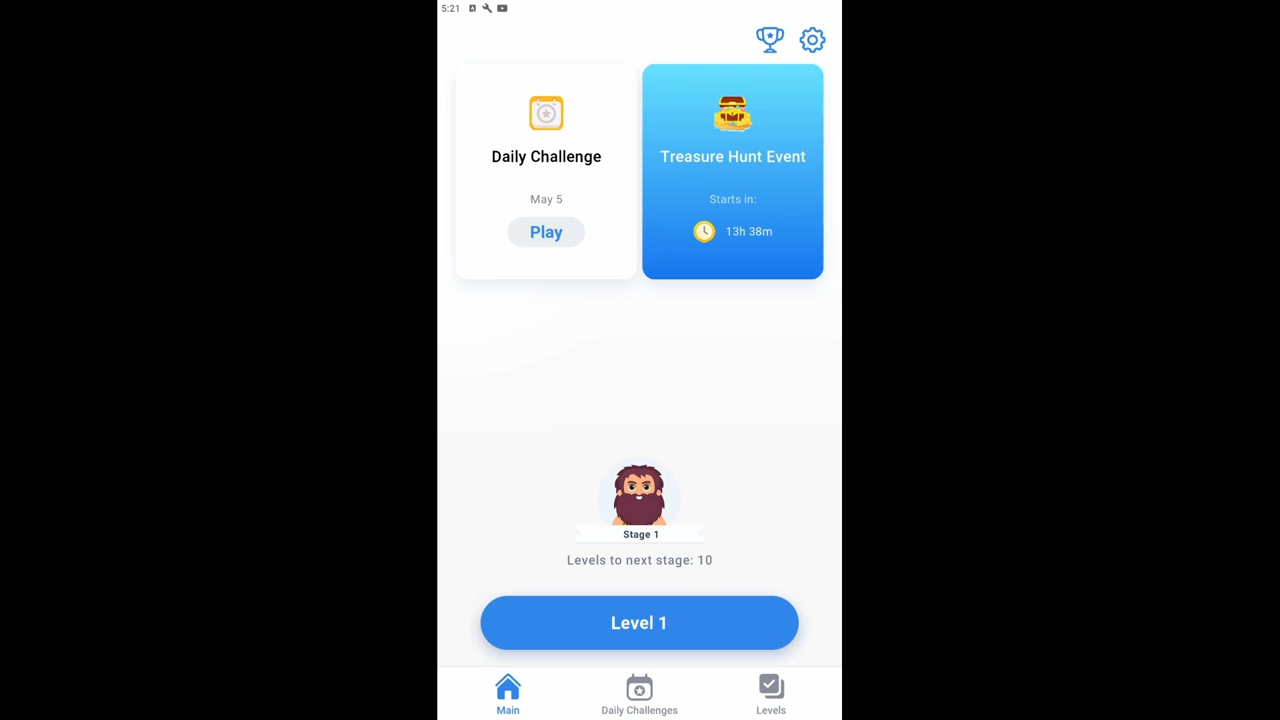 5:21
Daily Challenge
May 5
Play
Treasure Hunt Event
Starts in:
13h 38m
Stage 1
Levels to next stage: 10
Level 1
Main
Daily Challenges
Levels